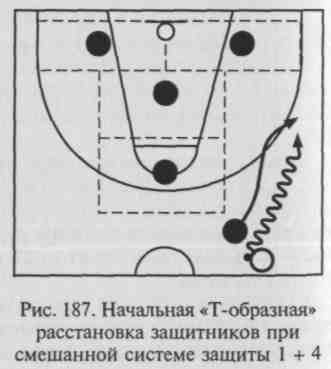 Рис. 187. Начальная «Т-образная»
расстановка защитников при
смешанной системе защиты 1 + 4